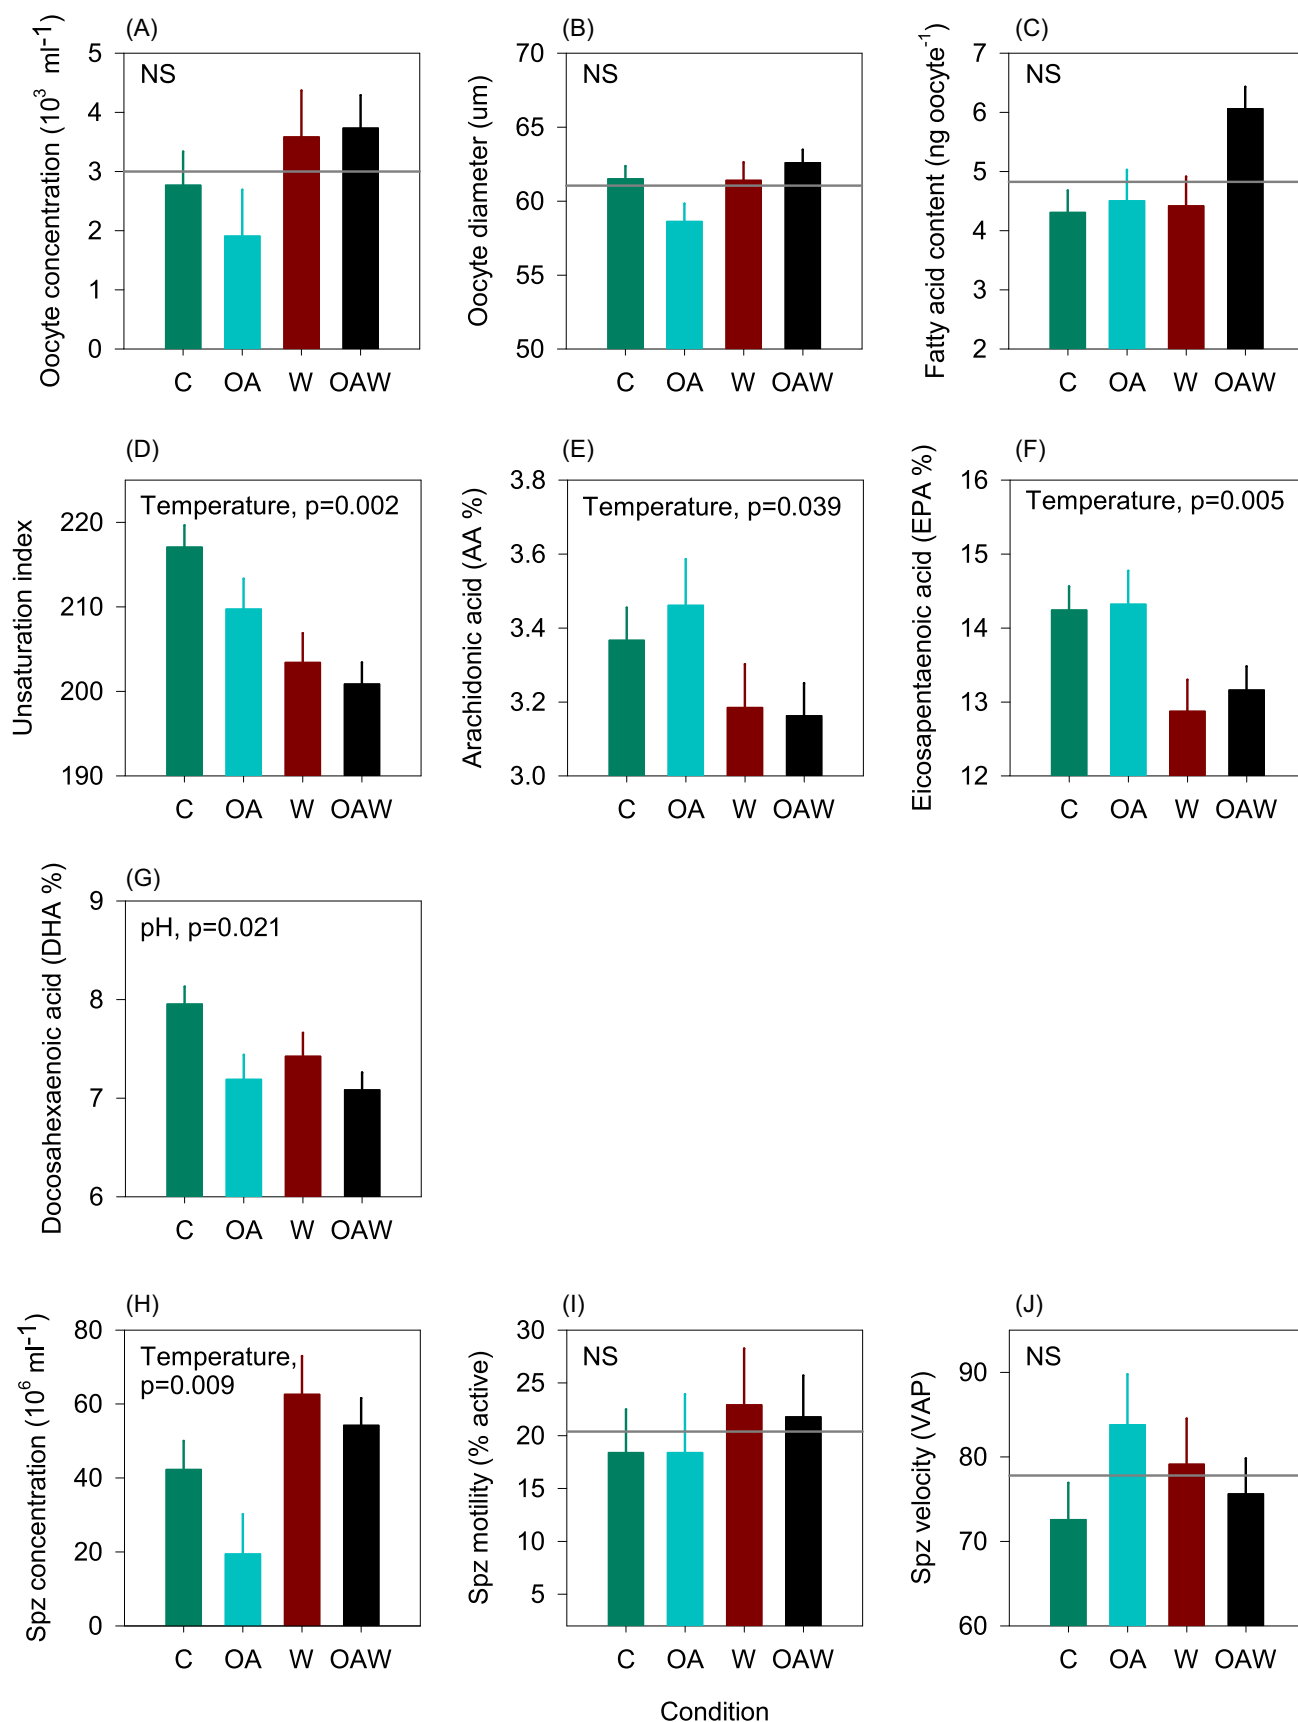 (A)
Oocyte concentration (10³ ml⁻¹)
5
4
3
2
1
0
NS
C OA W OAW
(B)
Oocyte diameter (um)
70
65
60
55
50
NS
C OA W OAW
(C)
Fatty acid content (ng oocyte⁻¹)
7
6
5
4
3
2
NS
C OA W OAW
(D)
Unsaturation index
220
210
200
190
Temperature, p=0.002
C OA W OAW
(E)
Arachidonic acid (AA %)
3.8
3.6
3.4
3.2
3.0
Temperature, p=0.039
C OA W OAW
(F)
Eicosapentaenoic acid (EPA %)
16
15
14
13
12
Temperature, p=0.005
C OA W OAW
(G)
Docosahexaenoic acid (DHA %)
9
8
7
6
pH, p=0.021
C OA W OAW
(H)
Spz concentration (10⁶ ml⁻¹)
80
60
40
20
0
Temperature,
p=0.009
C OA W OAW
(I)
Spz motility (% active)
30
25
20
15
10
5
NS
C OA W OAW
(J)
Spz velocity (VAP)
90
80
70
60
NS
C OA W OAW
Condition